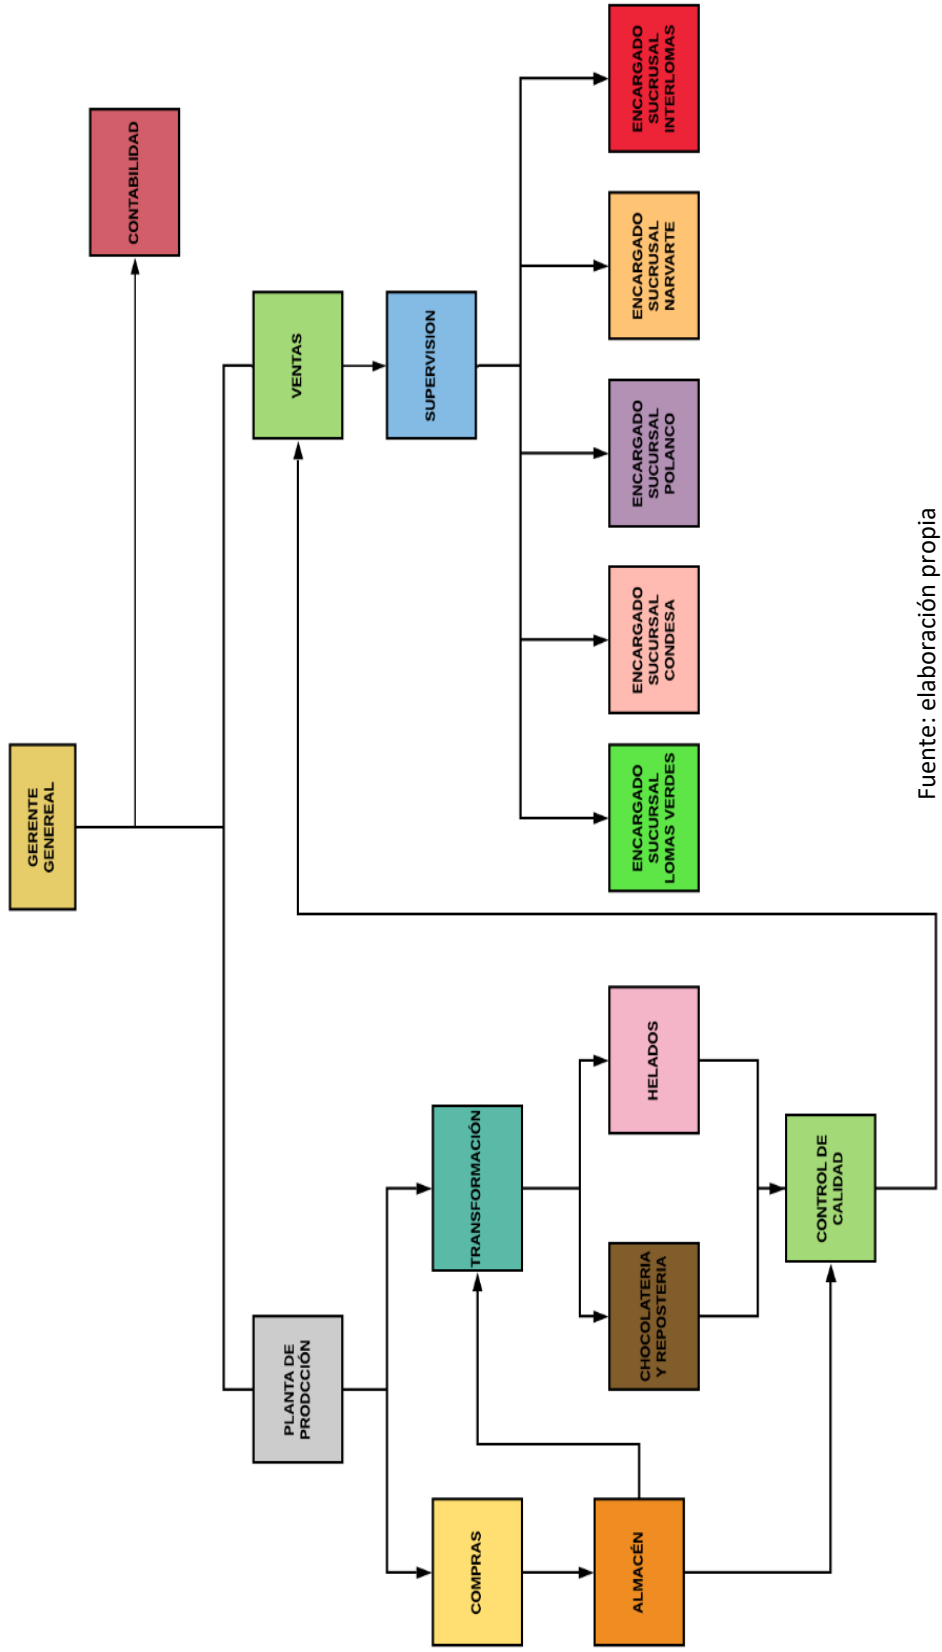 GERENTE
GENEREAL
CONTABILIDAD
PLANTA DE
PRODCCIÓN
VENTAS
COMPRAS
TRANSFORMACIÓN
SUPERVISION
ALMACÉN
CHOCOLATERIA
Y REPOSTERIA
HELADOS
ENCARGADO
SUCURSAL
LOMAS VERDES
ENCARGADO
SUCURSAL
CONDESA
ENCARGADO
SUCURSAL
POLANCO
ENCARGADO
SUCRUSAL
NARVARTE
ENCARGADO
SUCRUSAL
INTERLOMAS
CONTROL DE
CALIDAD
Fuente: elaboración propia